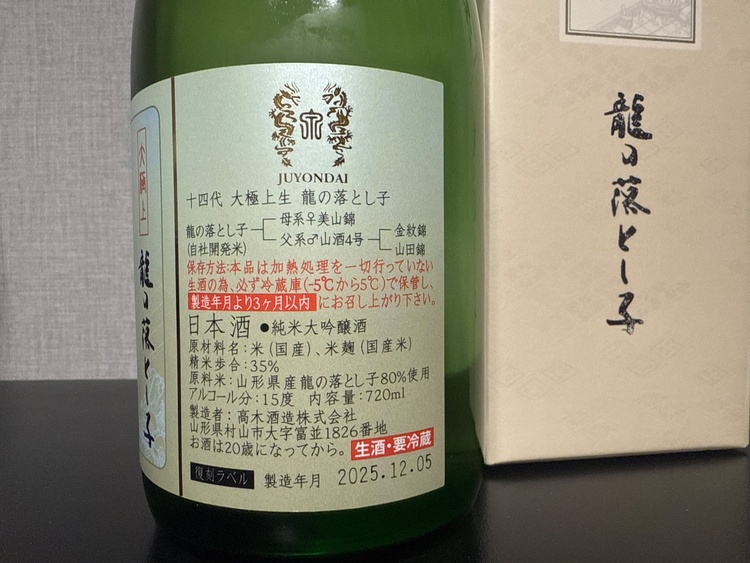 JUYONDAI
十四代 大極上生 龍の落とし子
龍の落とし子
(自社開発米)
母系♀美山錦
父系♂山酒4号
金紋錦
山田錦
保存方法:本品は加熱処理を一切行っていない
生酒の為、必ず冷蔵庫(-5℃から5℃)で保管し、
製造年月より3ヶ月以内にお召し上がり下さい。
日本酒 ●純米大吟醸酒
原材料名:米(国産)、米麹(国産米)
精米歩合:35%
原料米:山形県産龍の落とし子80%使用
アルコール分:15度 内容量:720ml
製造者:高木酒造株式会社
山形県村山市大字富並1826番地
お酒は20歳になってから。 生酒・要冷蔵
復刻ラベル 製造年月 2025.12.05
大極上
龍の落とし子
龍の落とし子